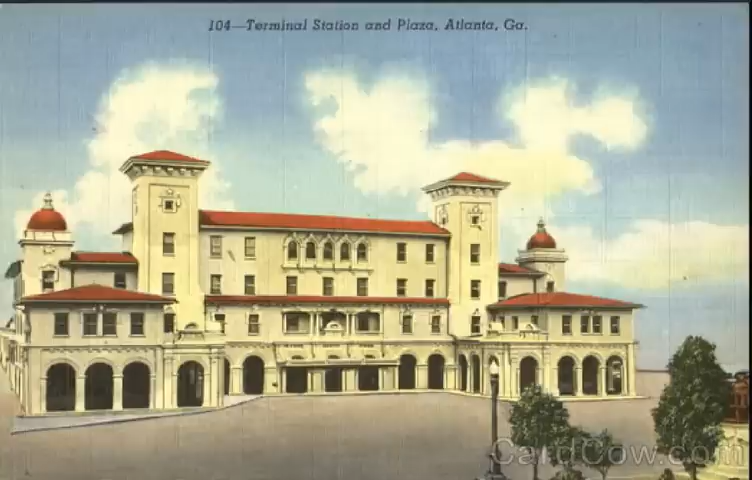 104—Terminal Station and Plaza, Atlanta, Ga.
CardCow.com